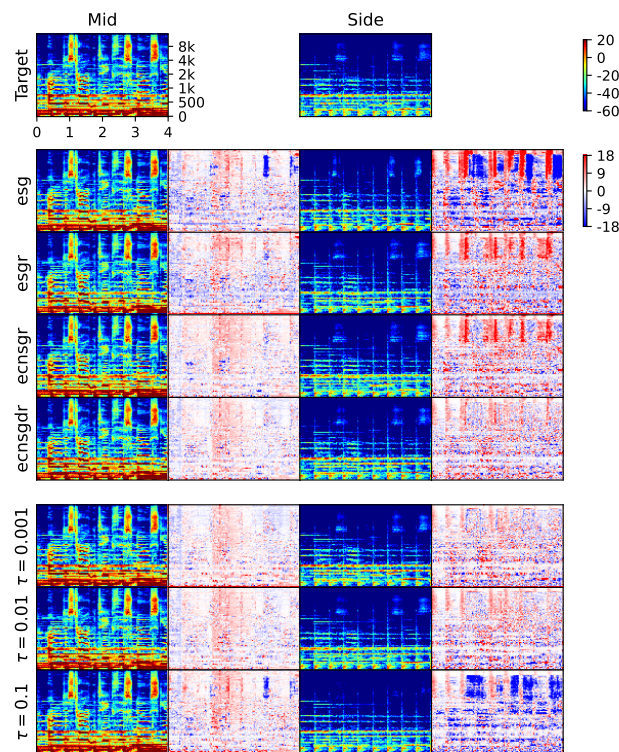 Mid Side
Target
8k
4k
2k
1k
500
0
0 1 2 3 4
20
0
-20
-40
-60
esg
18
9
0
-9
-18
esgr
ecnsgr
ecnsgdr
τ = 0.001
τ = 0.01
τ = 0.1